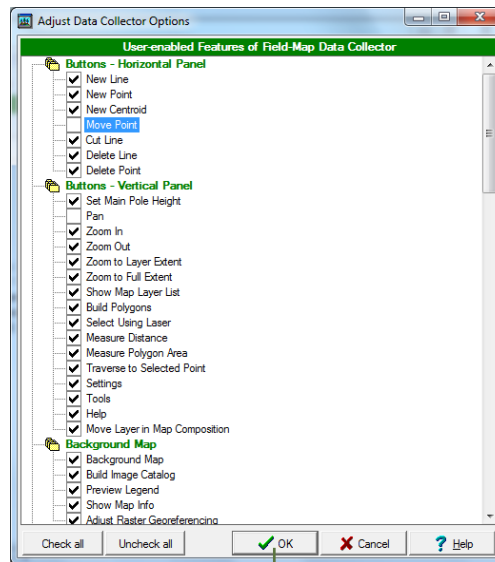 Adjust Data Collector Options
User-enabled Features of Field-Map Data Collector
Buttons - Horizontal Panel
New Line
New Point
New Centroid
Move Point
Cut Line
Delete Line
Delete Point
Buttons - Vertical Panel
Set Main Pole Height
Pan
Zoom In
Zoom Out
Zoom to Layer Extent
Zoom to Full Extent
Show Map Layer List
Build Polygons
Select Using Laser
Measure Distance
Measure Polygon Area
Traverse to Selected Point
Settings
Tools
Help
Move Layer in Map Composition
Background Map
Background Map
Build Image Catalog
Preview Legend
Show Map Info
Adjust Raster Georeferencing
Check all Uncheck all OK Cancel Help